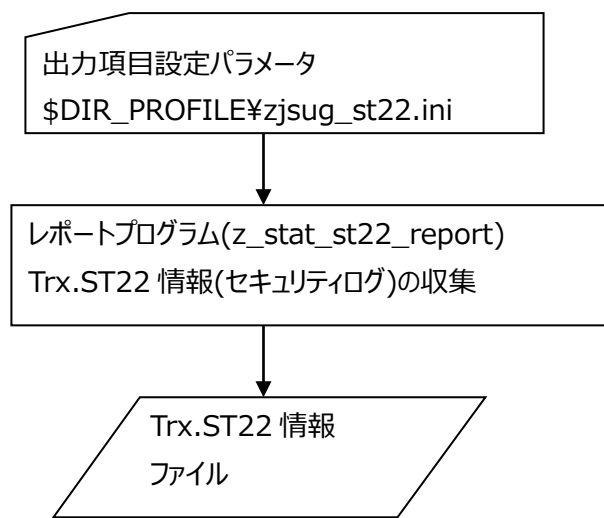 出力項目設定パラメータ
$DIR_PROFILE¥zjsug_st22.ini
レポートプログラム(z_stat_st22_report)
Trx.ST22 情報(セキュリティログ)の収集
Trx.ST22 情報
ファイル